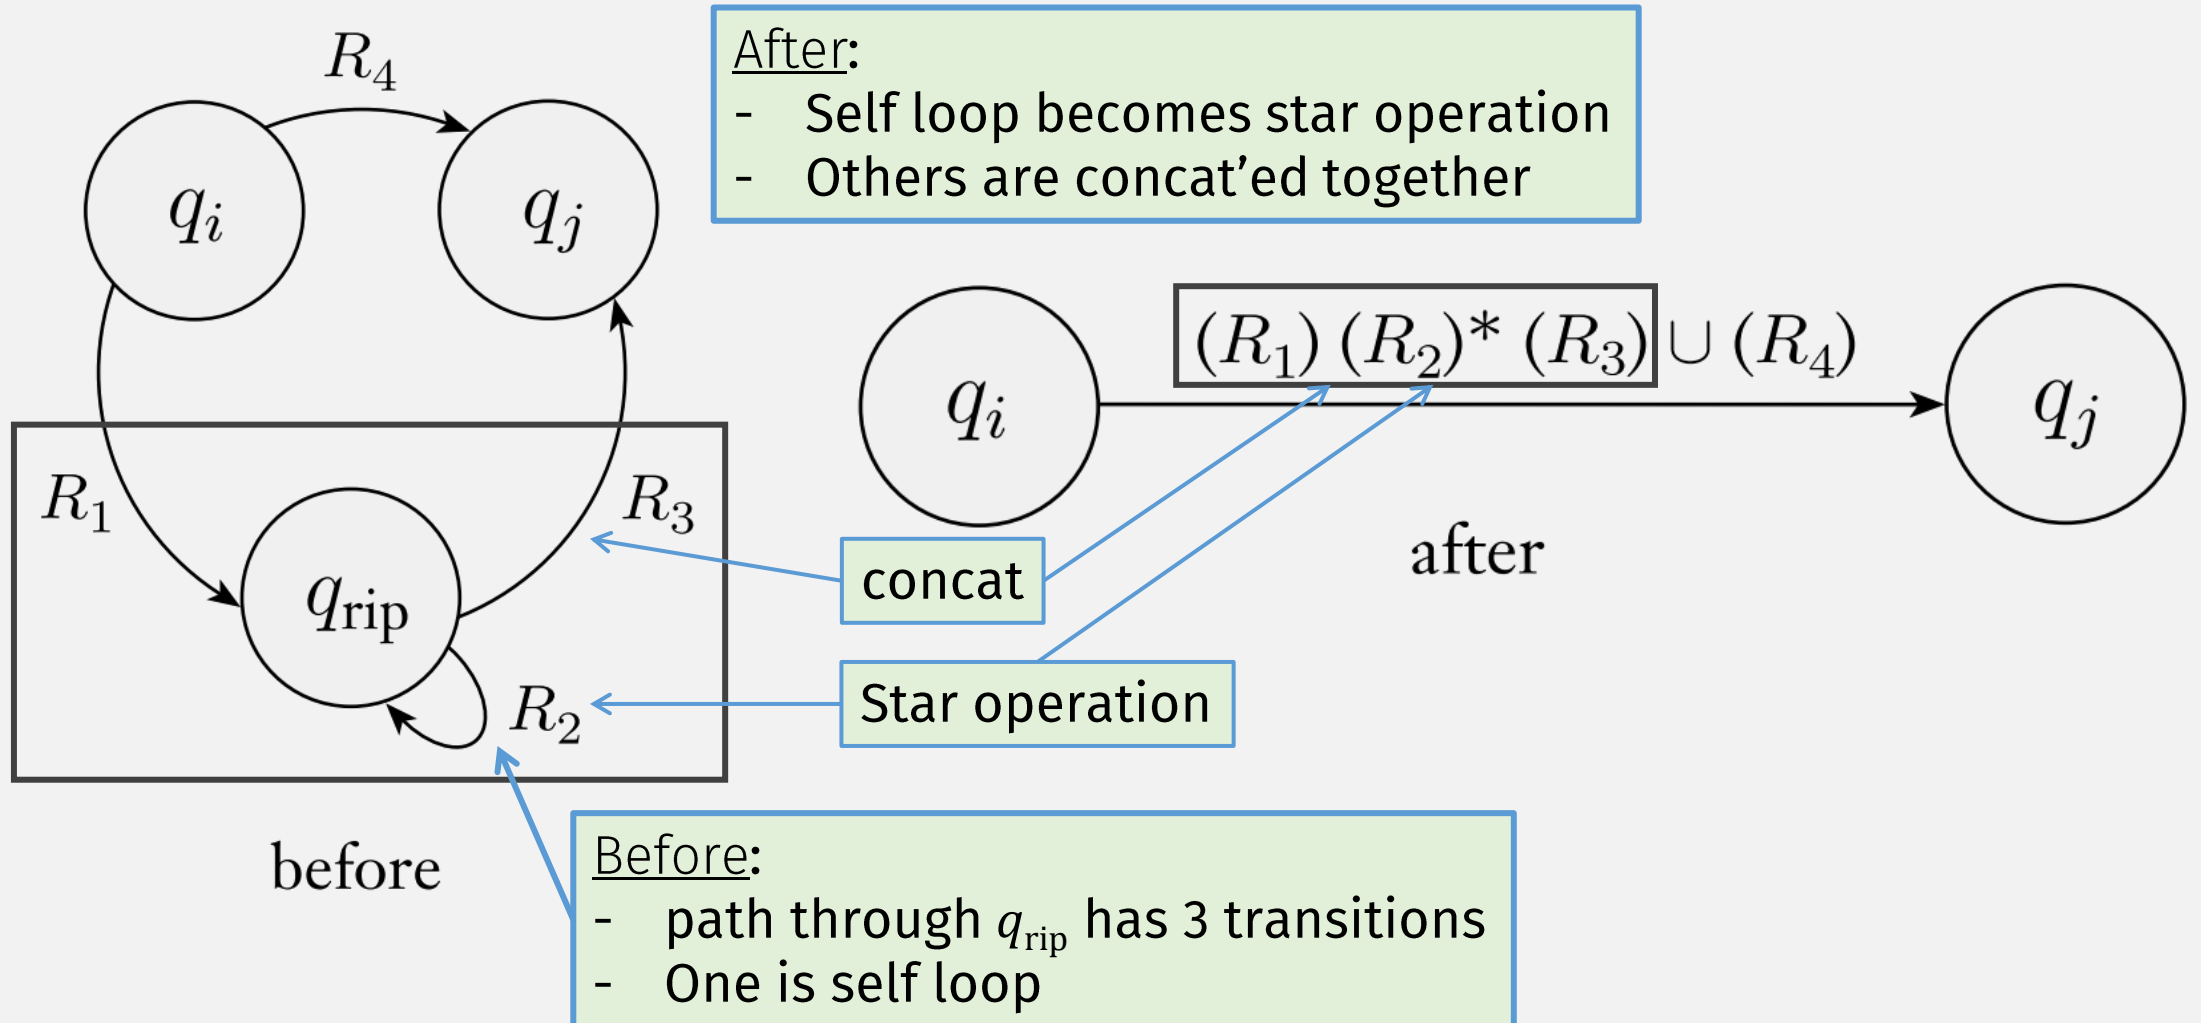 R₄
After:
- Self loop becomes star operation
- Others are concat’ed together
qᵢ
qⱼ
(R₁) (R₂)* (R₃) ∪ (R₄)
qᵢ
qⱼ
R₁
R₃
after
concat
q_rip
Star operation
R₂
before
Before:
- path through q_rip has 3 transitions
- One is self loop